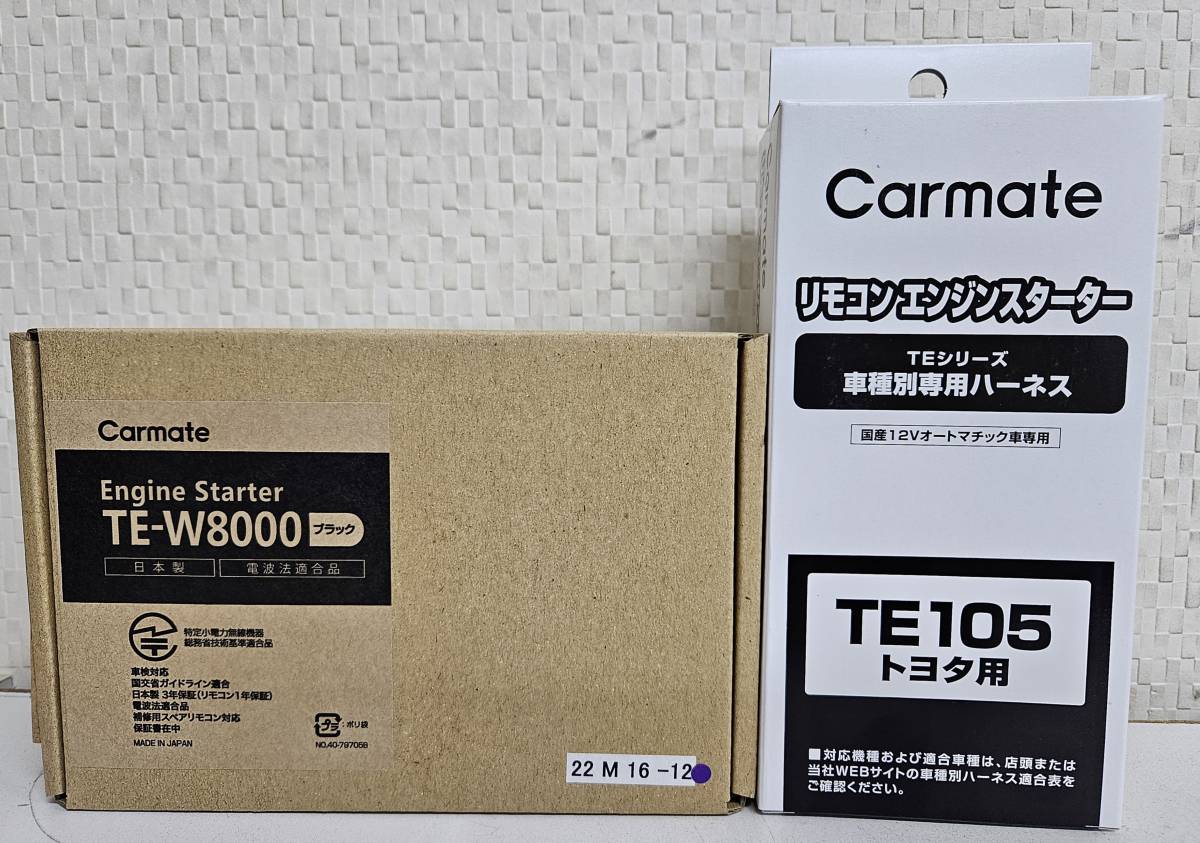 Carmate
Engine Starter
TE-W8000 ブラック
日本製 電波法適合品
特定小電力無線機器
総務省技術基準適合品
車検対応
国交省ガイドライン適合
日本製 3年保証(リモコン1年保証)
電波法適合品
補修用スペアリモコン対応
保証書在中
MADE IN JAPAN
プラ :ポリ袋
NO.40-79705B
22 M 16 -12
Carmate
Carmate
リモコンエンジンスターター
TEシリーズ
車種別専用ハーネス
国産12Vオートマチック車専用
TE105
トヨタ用
■対応機種および適合車種は、店頭または
当社WEBサイトの車種別ハーネス適合表を
ご確認ください。